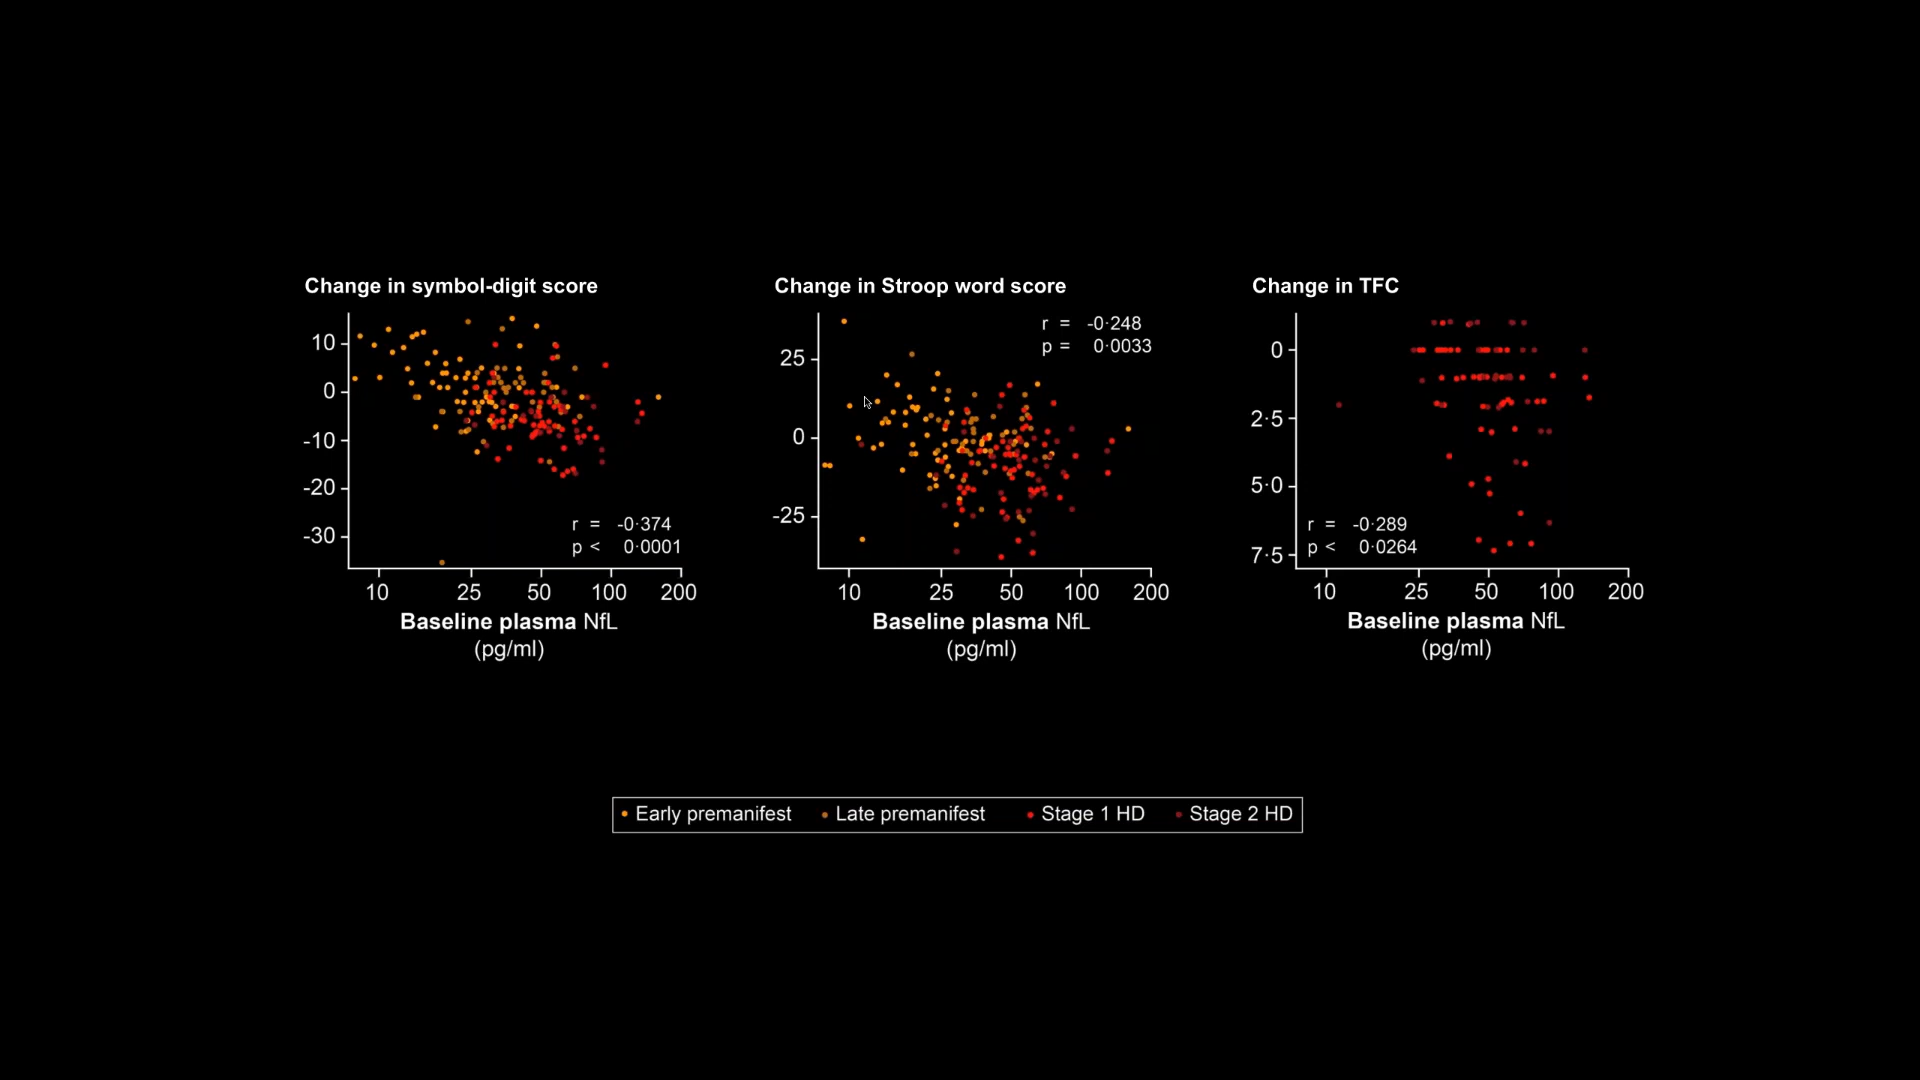 Change in symbol-digit score
10
0
-10
-20
-30
r = -0·374
p < 0·0001
10 25 50 100 200
Baseline plasma NfL
(pg/ml)
Change in Stroop word score
r = -0·248
p = 0·0033
25
0
-25
10 25 50 100 200
Baseline plasma NfL
(pg/ml)
Change in TFC
0
2·5
5·0
7·5
r = -0·289
p < 0·0264
10 25 50 100 200
Baseline plasma NfL
(pg/ml)
Early premanifest Late premanifest Stage 1 HD Stage 2 HD